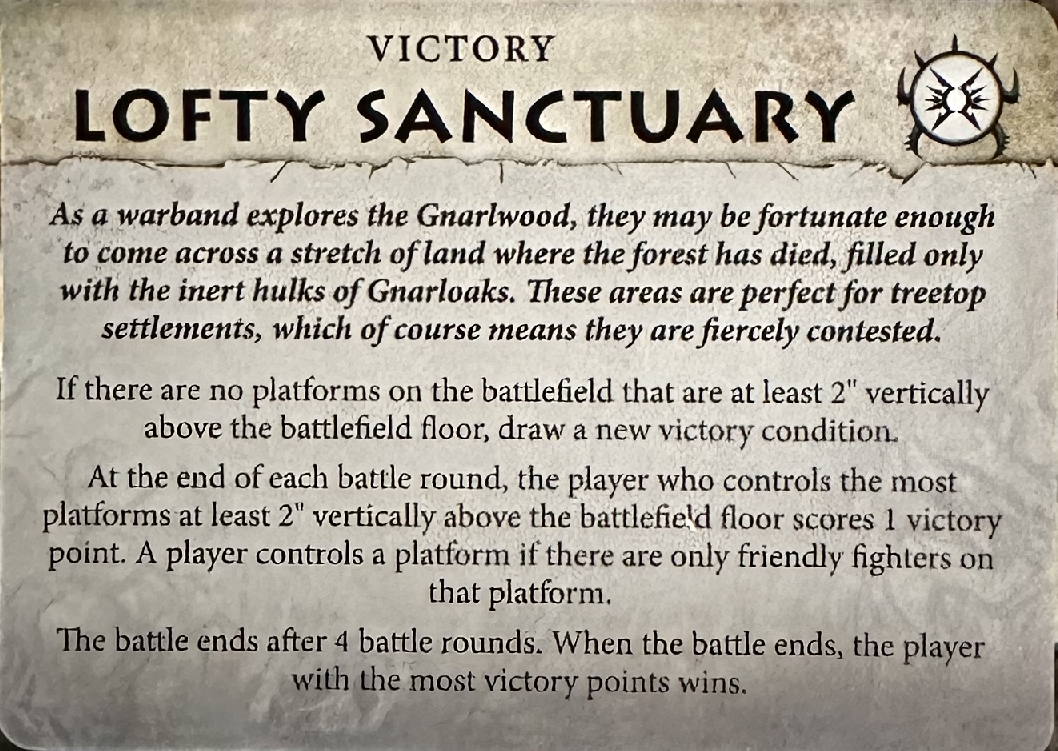 VICTORY
LOFTY SANCTUARY
As a warband explores the Gnarlwood, they may be fortunate enough
to come across a stretch of land where the forest has died, filled only
with the inert hulks of Gnarloaks. These areas are perfect for treetop
settlements, which of course means they are fiercely contested.
If there are no platforms on the battlefield that are at least 2" vertically
above the battlefield floor, draw a new victory condition.
At the end of each battle round, the player who controls the most
platforms at least 2" vertically above the battlefield floor scores 1 victory
point. A player controls a platform if there are only friendly fighters on
that platform.
The battle ends after 4 battle rounds. When the battle ends, the player
with the most victory points wins.